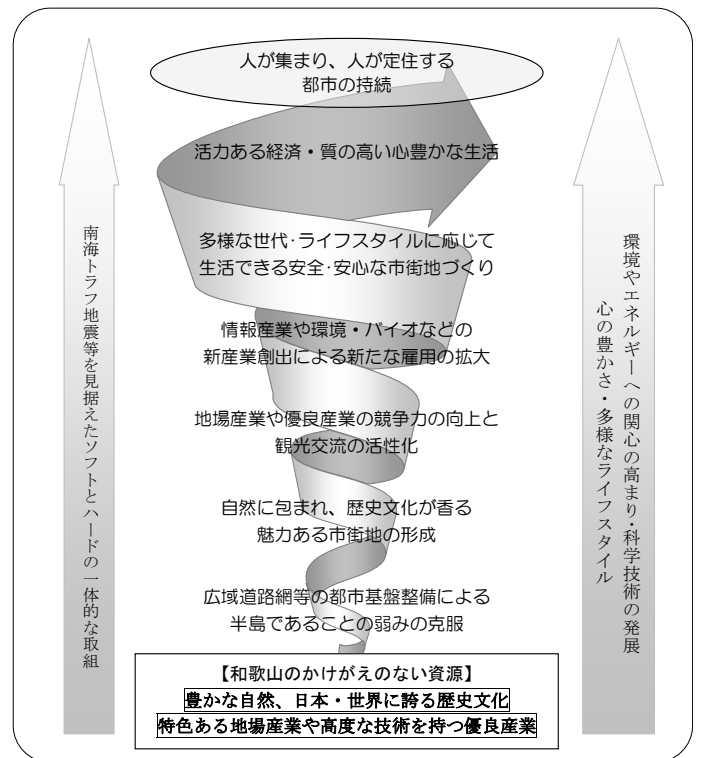 人が集まり、人が定住する
都市の持続
活力ある経済・質の高い心豊かな生活
多様な世代・ライフスタイルに応じて
生活できる安全・安心な市街地づくり
情報産業や環境・バイオなどの
新産業創出による新たな雇用の拡大
地場産業や優良産業の競争力の向上と
観光交流の活性化
自然に包まれ、歴史文化が香る
魅力ある市街地の形成
広域道路網等の都市基盤整備による
半島であることの弱みの克服
【和歌山のかけがえのない資源】
豊かな自然、日本・世界に誇る歴史文化
特色ある地場産業や高度な技術を持つ優良産業
南海トラフ地震等を見据えたソフトとハードの一体的な取組
環境やエネルギーへの関心の高まり・科学技術の発展
心の豊かさ・多様なライフスタイル